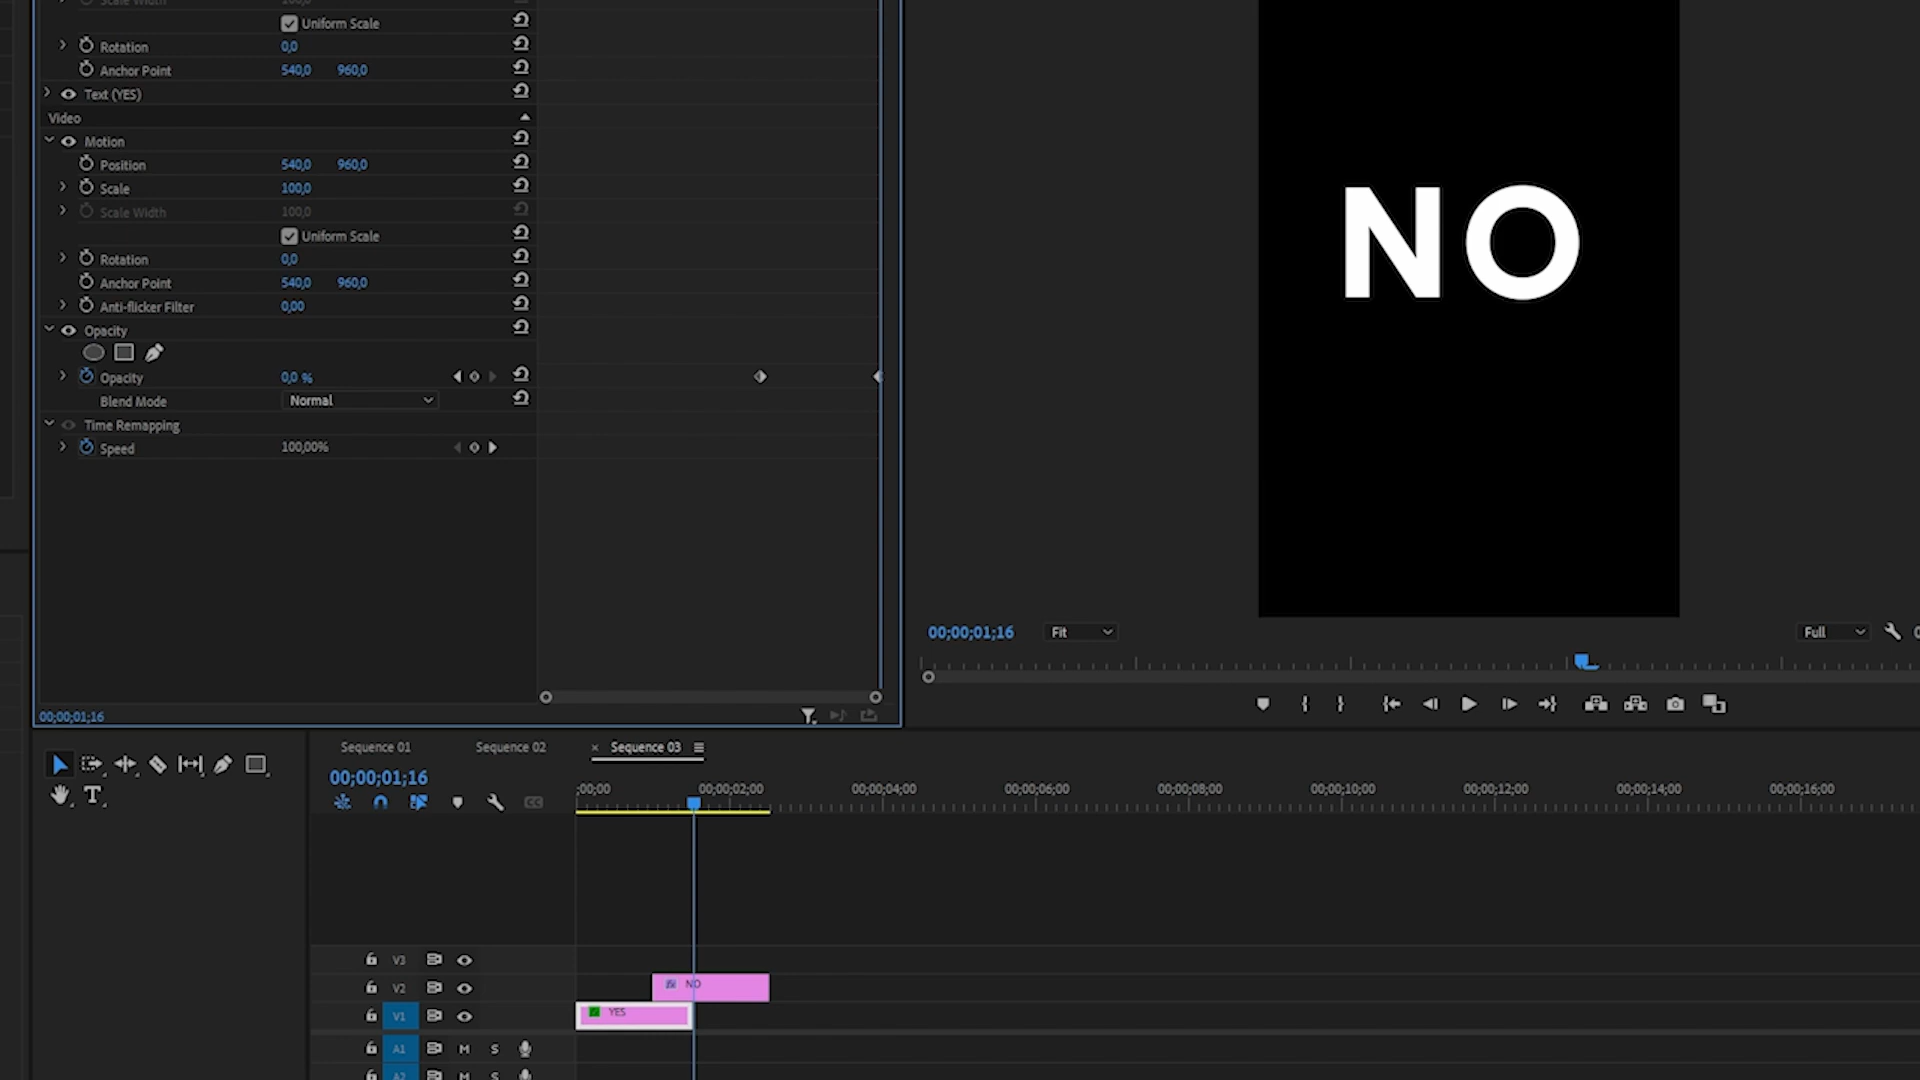 Scale Width 100,0
Uniform Scale
Rotation 0,0
Anchor Point 540,0 960,0
Text (YES)
Video
Motion
Position 540,0 960,0
Scale 100,0
Scale Width 100,0
Uniform Scale
Rotation 0,0
Anchor Point 540,0 960,0
Anti-flicker Filter 0,00
Opacity
Opacity 0,0 %
Blend Mode Normal
Time Remapping
Speed 100,00%
00;00;01;16
NO
00;00;01;16 Fit Full
Sequence 01 Sequence 02 × Sequence 03
00;00;01;16
;00;00 00;00;02;00 00;00;04;00 00;00;06;00 00;00;08;00 00;00;10;00 00;00;12;00 00;00;14;00 00;00;16;00
V3
V2 fx NO
V1 YES
A1 M S
A2 M S